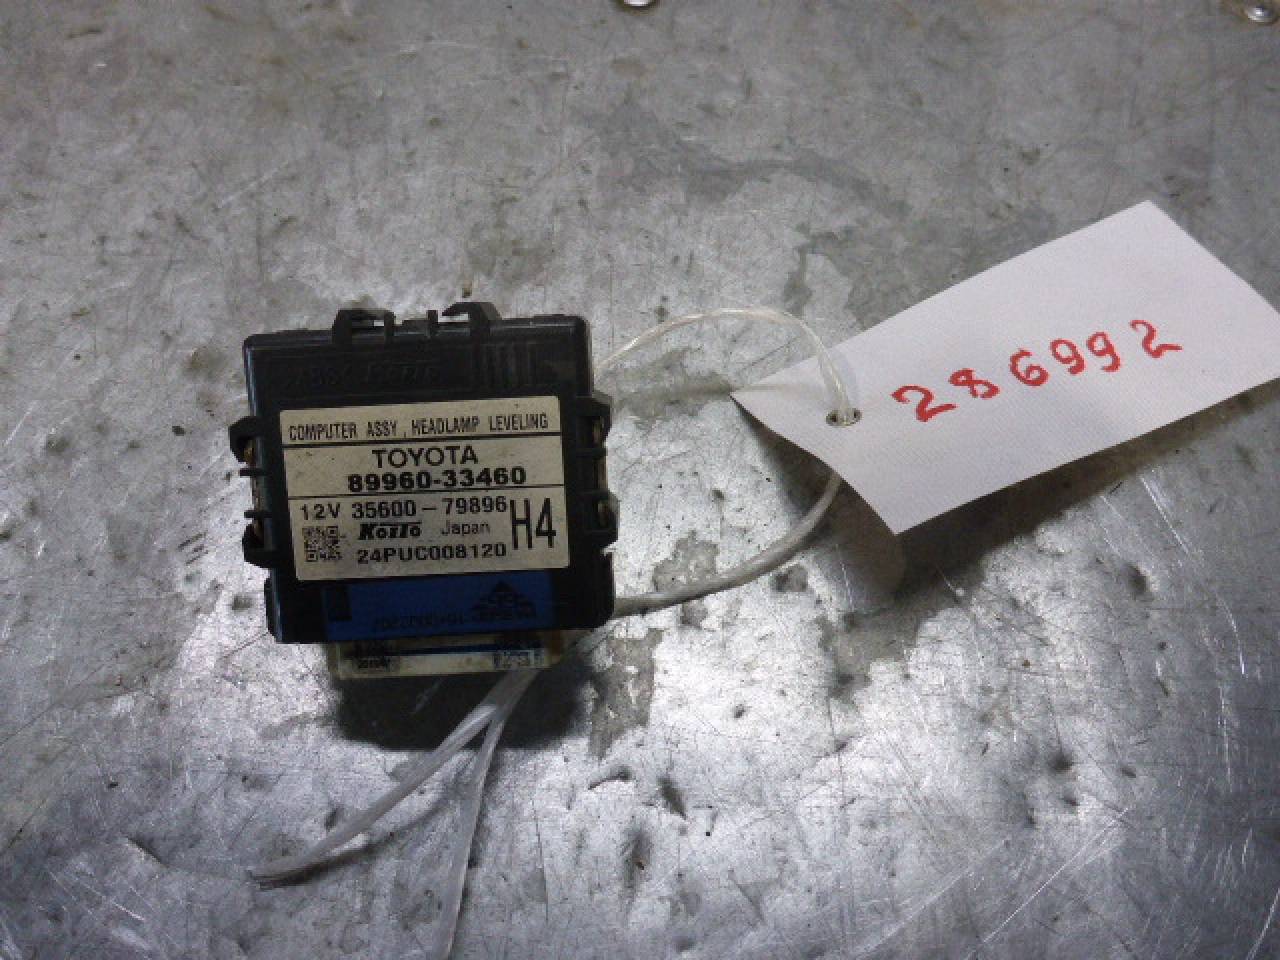 COMPUTER ASSY , HEADLAMP LEVELING
TOYOTA
89960-33460
12V 35600-79896
Koito Japan H4
24PUC008120
286992